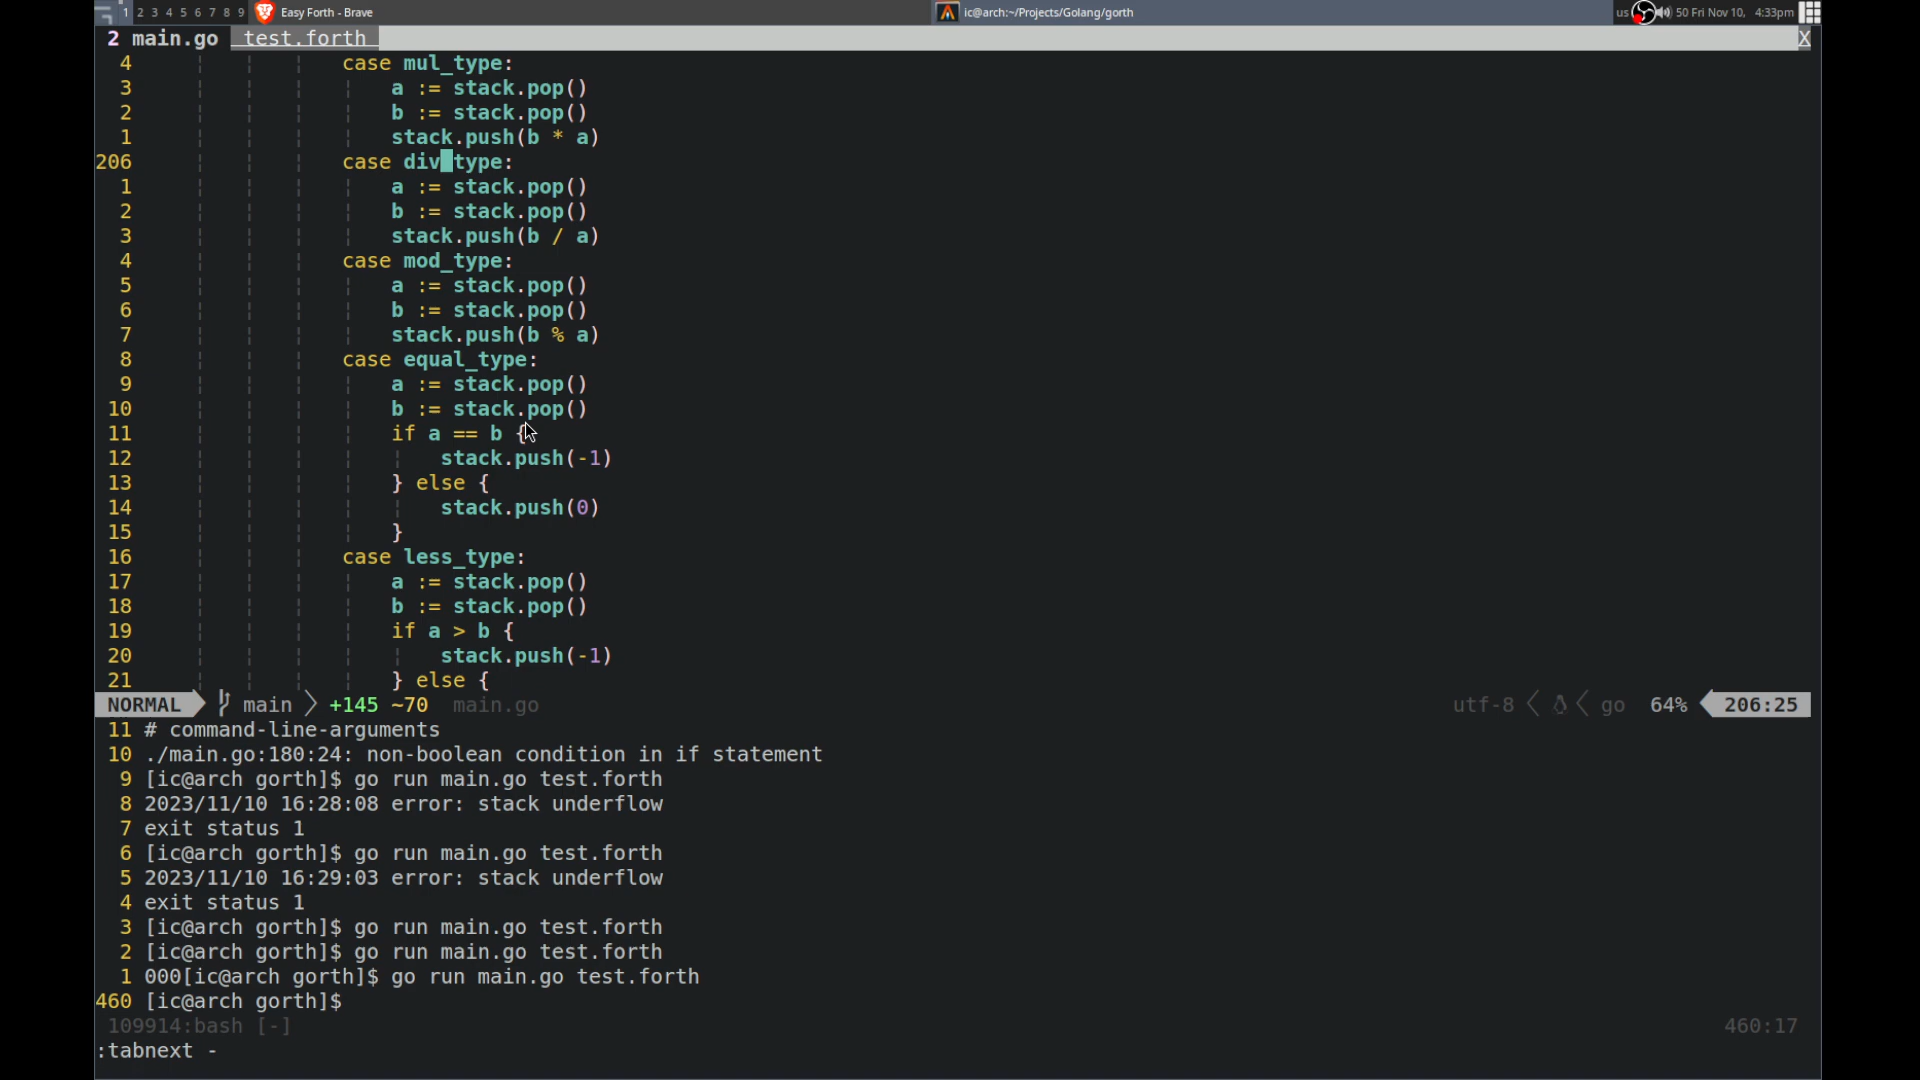 1 2 3 4 5 6 7 8 9 Easy Forth - Brave ic@arch:~/Projects/Golang/gorth us 50 Fri Nov 10, 4:33pm
2 main.go test.forth X
4 case mul_type:
3 a := stack.pop()
2 b := stack.pop()
1 stack.push(b * a)
206 case div_type:
1 a := stack.pop()
2 b := stack.pop()
3 stack.push(b / a)
4 case mod_type:
5 a := stack.pop()
6 b := stack.pop()
7 stack.push(b % a)
8 case equal_type:
9 a := stack.pop()
10 b := stack.pop()
11 if a == b {
12 stack.push(-1)
13 } else {
14 stack.push(0)
15 }
16 case less_type:
17 a := stack.pop()
18 b := stack.pop()
19 if a > b {
20 stack.push(-1)
21 } else {
NORMAL main +145 ~70 main.go utf-8 go 64% 206:25
11 # command-line-arguments
10 ./main.go:180:24: non-boolean condition in if statement
9 [ic@arch gorth]$ go run main.go test.forth
8 2023/11/10 16:28:08 error: stack underflow
7 exit status 1
6 [ic@arch gorth]$ go run main.go test.forth
5 2023/11/10 16:29:03 error: stack underflow
4 exit status 1
3 [ic@arch gorth]$ go run main.go test.forth
2 [ic@arch gorth]$ go run main.go test.forth
1 000[ic@arch gorth]$ go run main.go test.forth
460 [ic@arch gorth]$
109914:bash [-] 460:17
:tabnext -